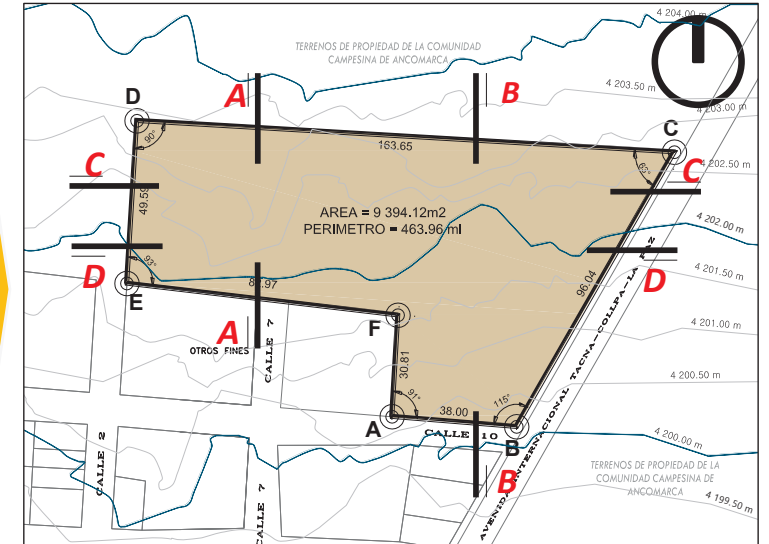 4 204.00 m
TERRENOS DE PROPIEDAD DE LA COMUNIDAD
CAMPESINA DE ANCOMARCA
4 203.50 m
4 203.00 m
A
B
D
C
90°
163.65
63°
4 202.50 m
C
C
49.59
AREA = 9 394.12m2
PERIMETRO = 463.96 ml
4 202.00 m
D
D
93°
4 201.50 m
E
96.04
F
4 201.00 m
A
OTROS FINES
CALLE 7
30.81
4 200.50 m
91°
38.00
115°
A
B
CALLE 10
4 200.00 m
CALLE 2
B
AVENIDA INTERNACIONAL TACNA-COLLPA-LA PAZ
TERRENOS DE PROPIEDAD DE LA
COMUNIDAD CAMPESINA DE
ANCOMARCA
4 199.50 m
CALLE 7